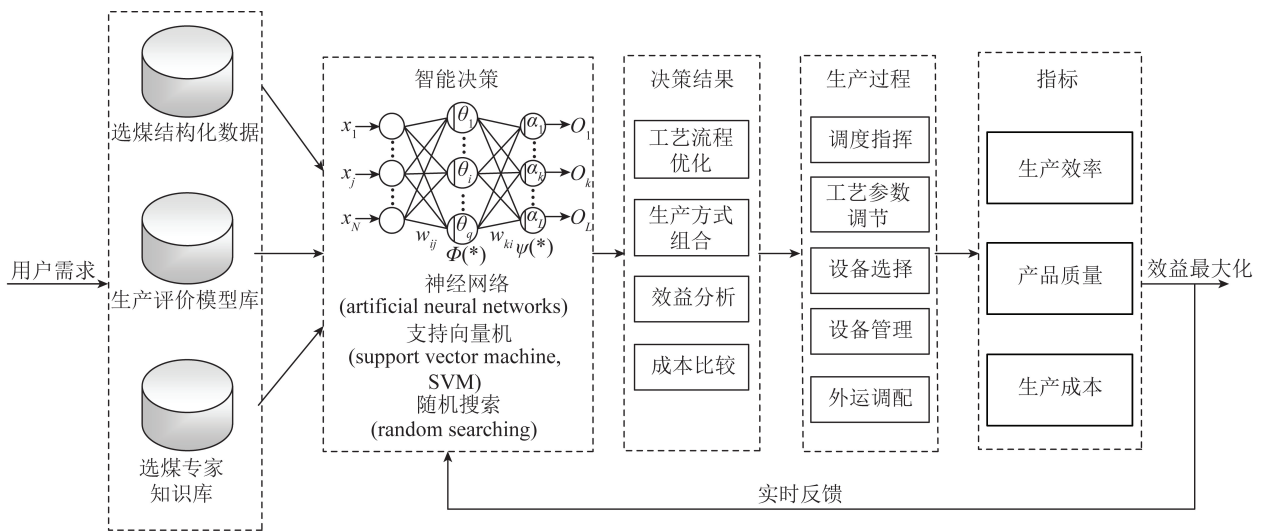 用户需求
选煤结构化数据
生产评价模型库
选煤专家
知识库
智能决策
x1
xj
xN
θ1
θi
θq
α1
αk
αL
O1
Ok
OL
wij
Φ(*)
wki
ψ(*)
神经网络
(artificial neural networks)
支持向量机
(support vector machine,
SVM)
随机搜索
(random searching)
决策结果
工艺流程
优化
生产方式
组合
效益分析
成本比较
生产过程
调度指挥
工艺参数
调节
设备选择
设备管理
外运调配
指标
生产效率
产品质量
生产成本
效益最大化
实时反馈